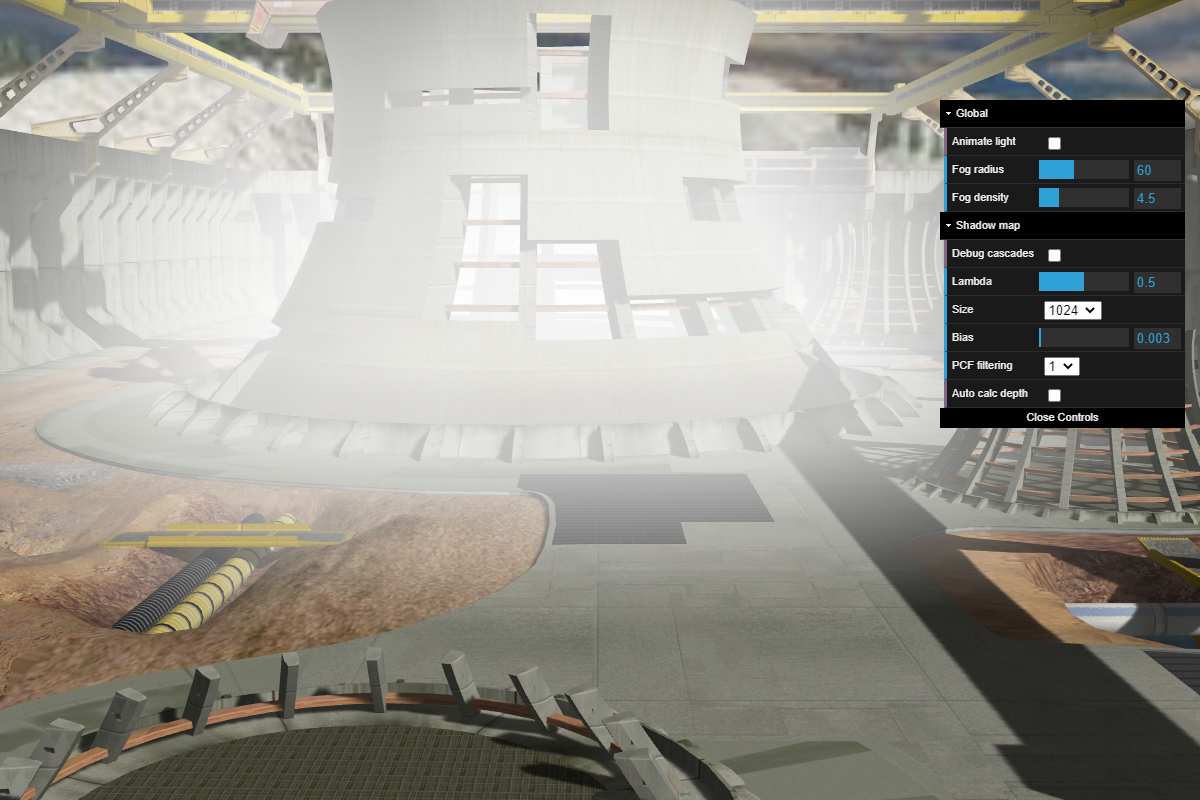 Global
Animate light
Fog radius 60
Fog density 4.5
Shadow map
Debug cascades
Lambda 0.5
Size 1024
Bias 0.003
PCF filtering 1
Auto calc depth
Close Controls